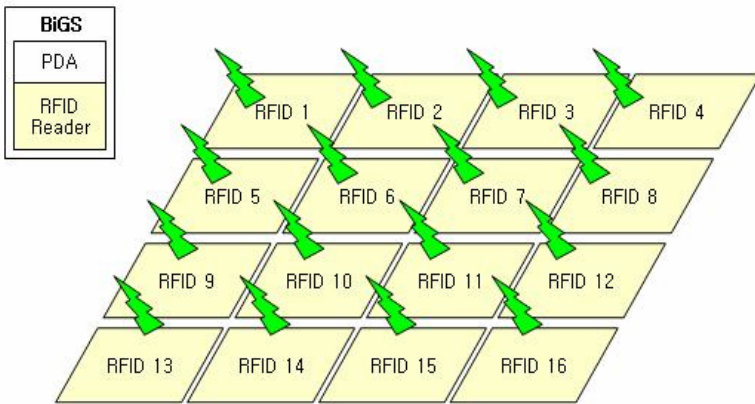 BiGS
PDA
RFID
Reader
RFID 1
RFID 2
RFID 3
RFID 4
RFID 5
RFID 6
RFID 7
RFID 8
RFID 9
RFID 10
RFID 11
RFID 12
RFID 13
RFID 14
RFID 15
RFID 16